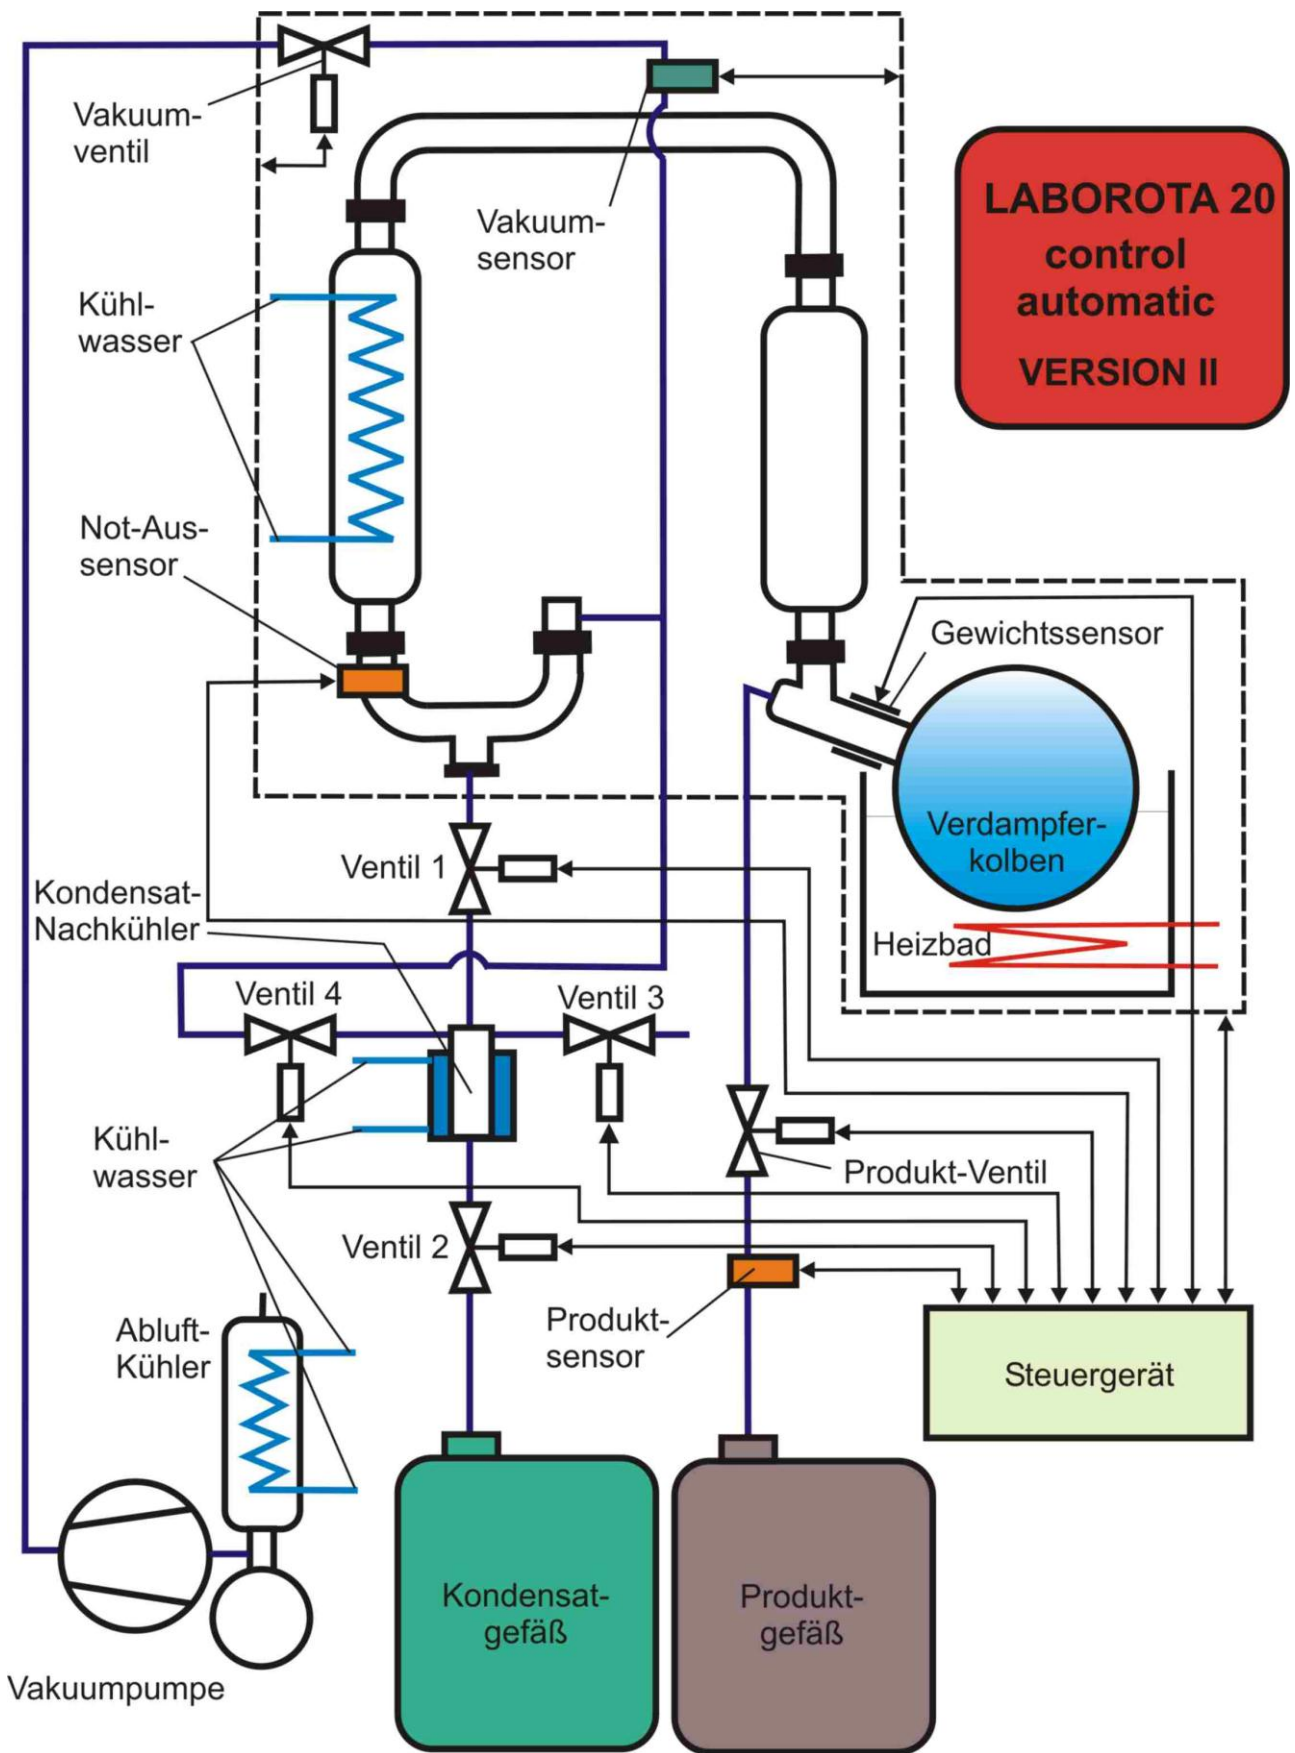 Vakuum-
ventil
Vakuum-
sensor
LABOROTA 20
control
automatic
VERSION II
Kühl-
wasser
Not-Aus-
sensor
Gewichtssensor
Verdampfer-
kolben
Heizbad
Ventil 1
Kondensat-
Nachkühler
Ventil 4
Ventil 3
Kühl-
wasser
Produkt-Ventil
Ventil 2
Produkt-
sensor
Abluft-
Kühler
Steuergerät
Kondensat-
gefäß
Produkt-
gefäß
Vakuumpumpe